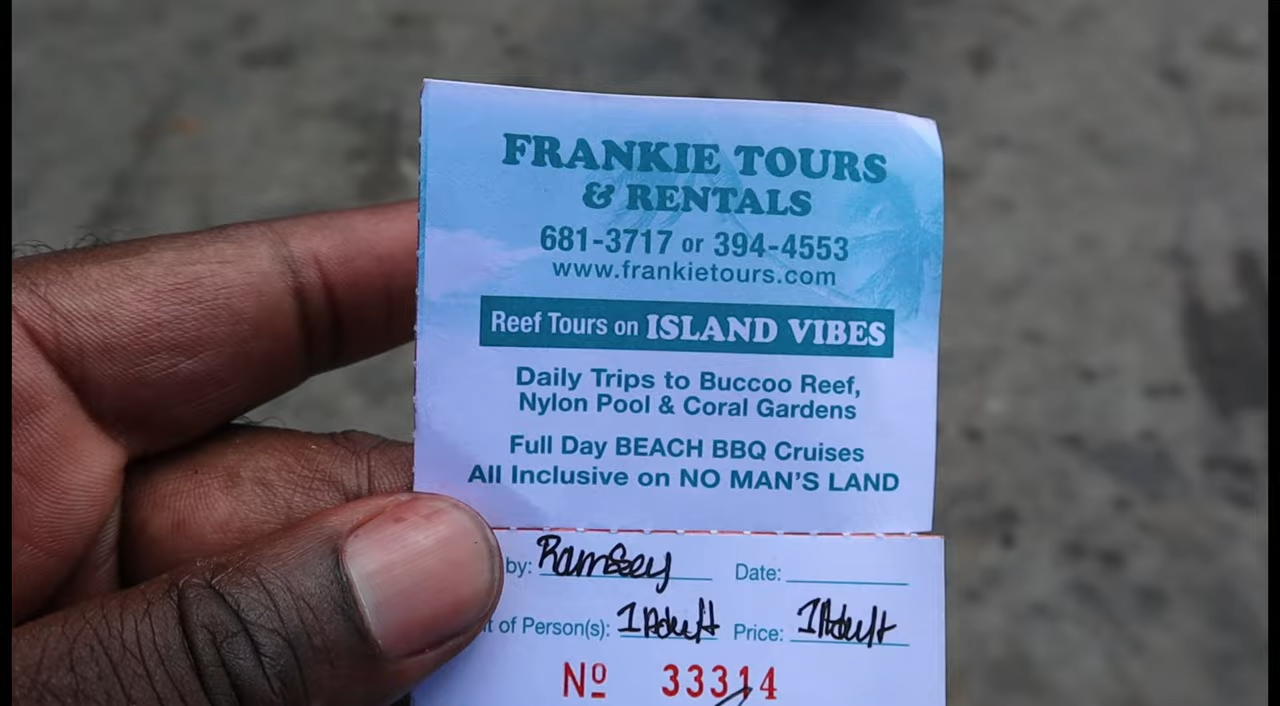 FRANKIE TOURS
& RENTALS
681-3717 or 394-4553
www.frankietours.com
Reef Tours on ISLAND VIBES
Daily Trips to Buccoo Reef,
Nylon Pool & Coral Gardens
Full Day BEACH BBQ Cruises
All Inclusive on NO MAN'S LAND
by: Ramsey Date:
of Person(s): 1 Adult Price: 1 Adult
Nº 33314